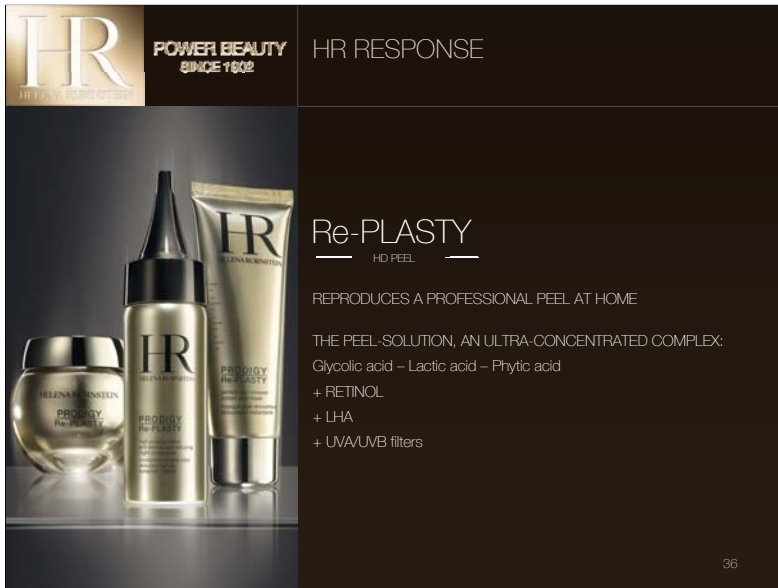 HR
HELENA RUBINSTEIN
POWER BEAUTY
SINCE 1902
HR RESPONSE
Re-PLASTY
HD PEEL
REPRODUCES A PROFESSIONAL PEEL AT HOME
THE PEEL-SOLUTION, AN ULTRA-CONCENTRATED COMPLEX:
Glycolic acid – Lactic acid – Phytic acid
+ RETINOL
+ LHA
+ UVA/UVB filters
HR
HELENA RUBINSTEIN
PRODIGY
Re-PLASTY
HR
HELENA RUBINSTEIN
PRODIGY
Re-PLASTY
HELENA RUBINSTEIN
PRODIGY
Re-PLASTY
36